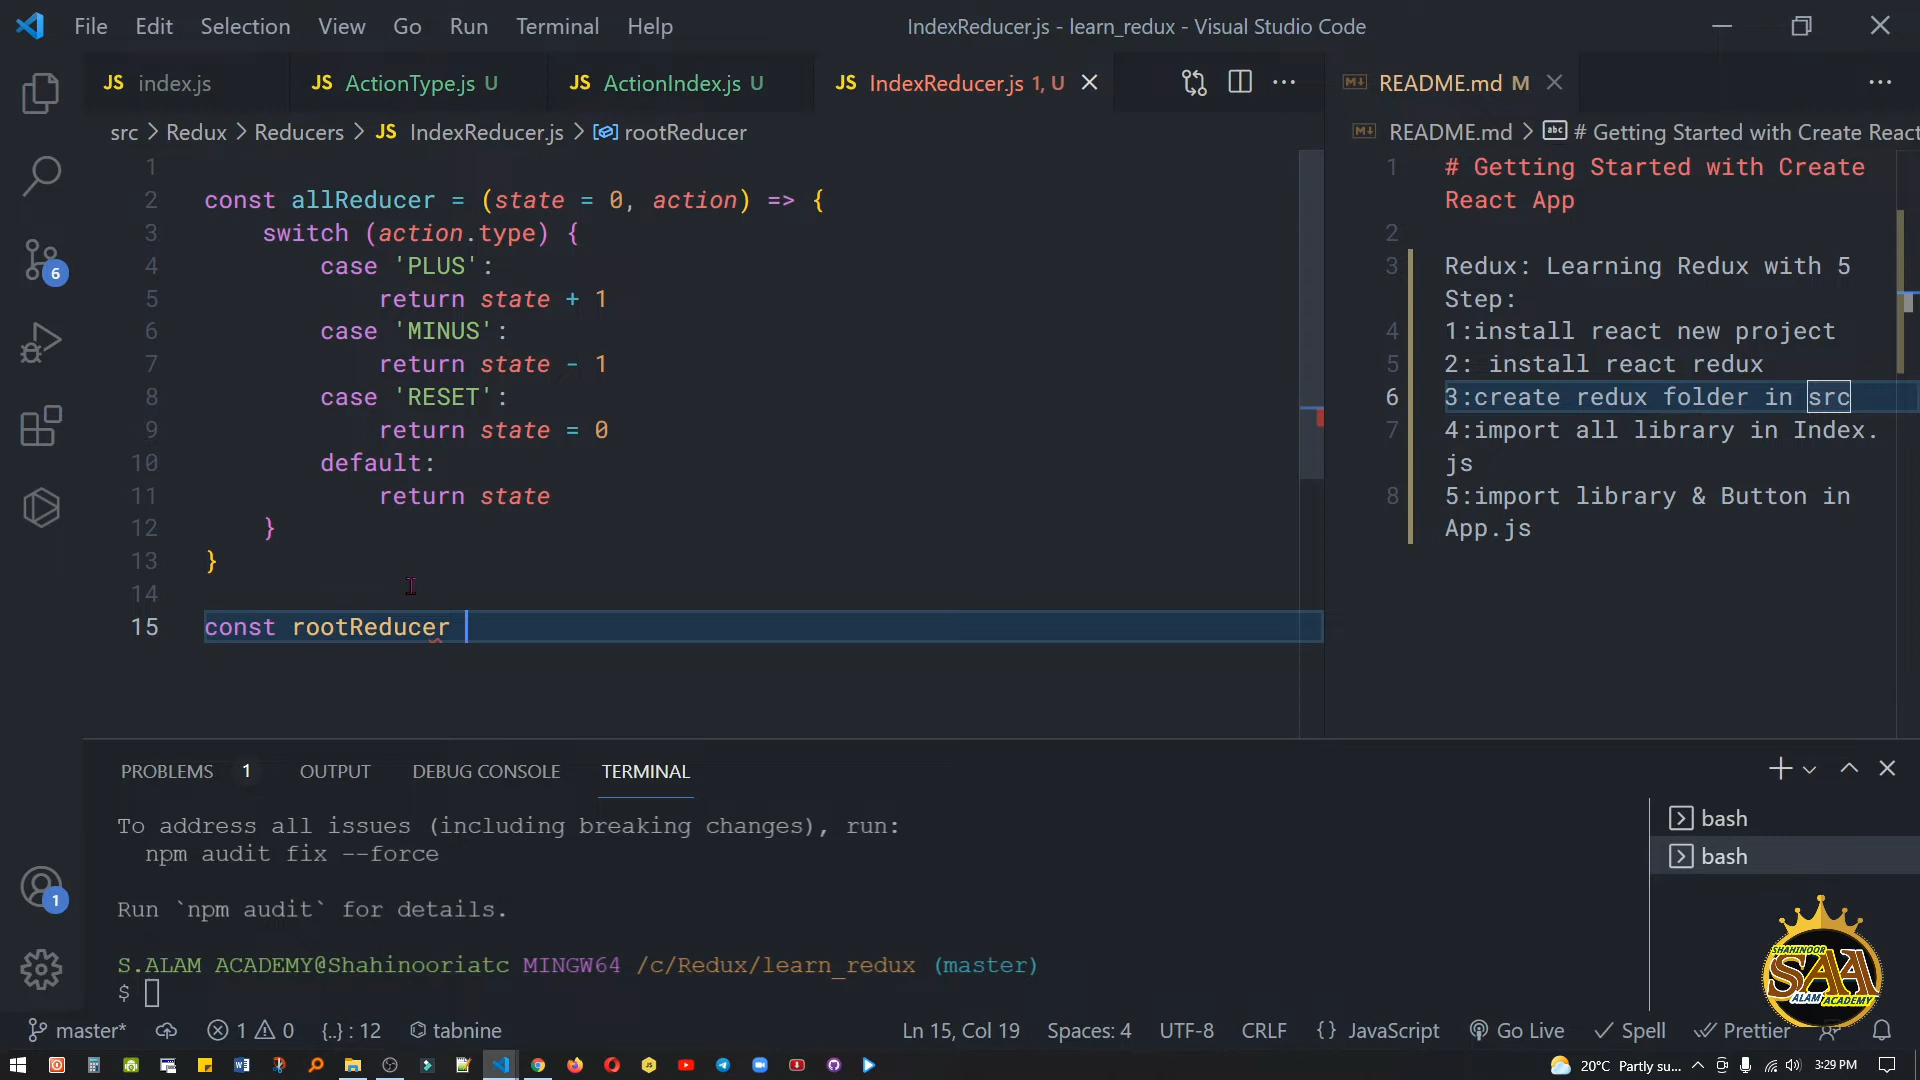 File Edit Selection View Go Run Terminal Help IndexReducer.js - learn_redux - Visual Studio Code
JS index.js JS ActionType.js U JS ActionIndex.js U JS IndexReducer.js 1, U README.md M
src > Redux > Reducers > JS IndexReducer.js > rootReducer
1
2 const allReducer = (state = 0, action) => {
3 switch (action.type) {
4 case 'PLUS':
5 return state + 1
6 case 'MINUS':
7 return state - 1
8 case 'RESET':
9 return state = 0
10 default:
11 return state
12 }
13 }
14
15 const rootReducer
README.md > abc # Getting Started with Create React
1 # Getting Started with Create
React App
2
3 Redux: Learning Redux with 5
Step:
4 1:install react new project
5 2: install react redux
6 3:create redux folder in src
7 4:import all library in Index.
js
8 5:import library & Button in
App.js
6
1
PROBLEMS 1 OUTPUT DEBUG CONSOLE TERMINAL
To address all issues (including breaking changes), run:
npm audit fix --force
Run `npm audit` for details.
S.ALAM ACADEMY@Shahinooriatc MINGW64 /c/Redux/learn_redux (master)
$
bash
bash
SHAHINOOR
SAA
ALAM ACADEMY
master* 1 0 {..} : 12 tabnine Ln 15, Col 19 Spaces: 4 UTF-8 CRLF {} JavaScript Go Live Spell Prettier
20°C Partly su... 3:29 PM